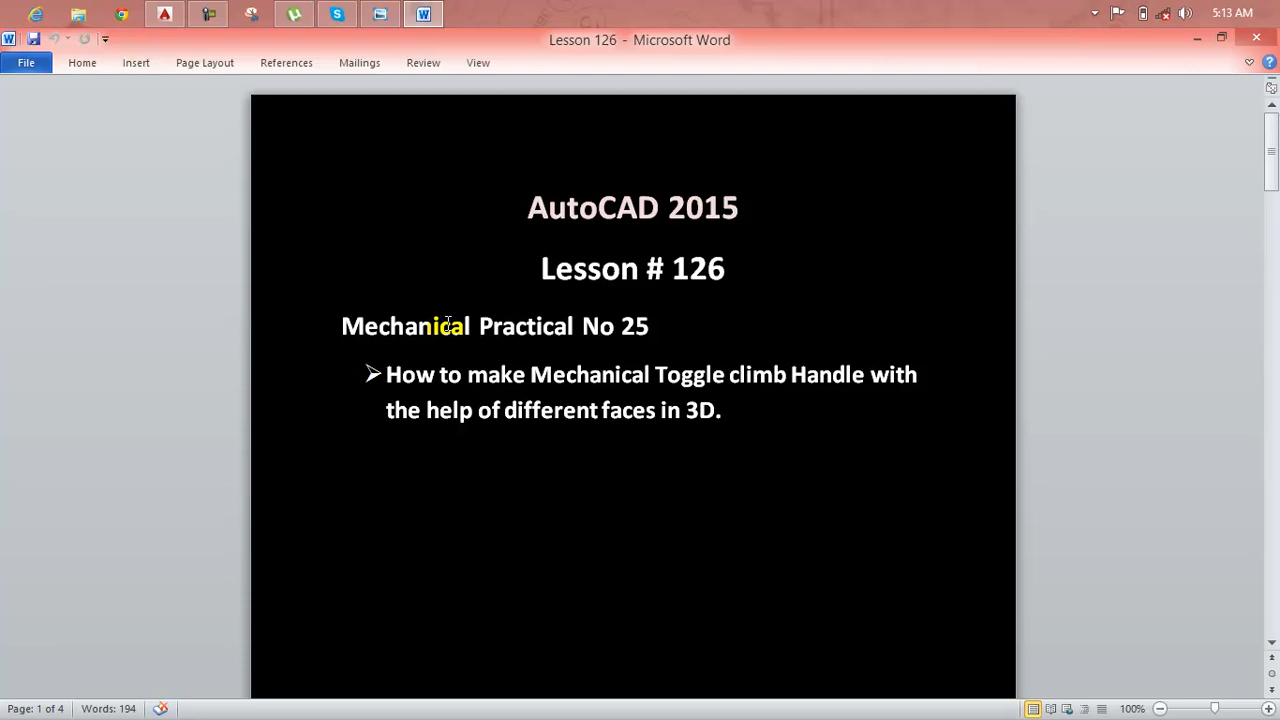 5:13 AM
Lesson 126 - Microsoft Word
File Home Insert Page Layout References Mailings Review View
AutoCAD 2015
Lesson # 126
Mechanical Practical No 25
➢ How to make Mechanical Toggle climb Handle with
the help of different faces in 3D.
Page: 1 of 4 Words: 194 100%